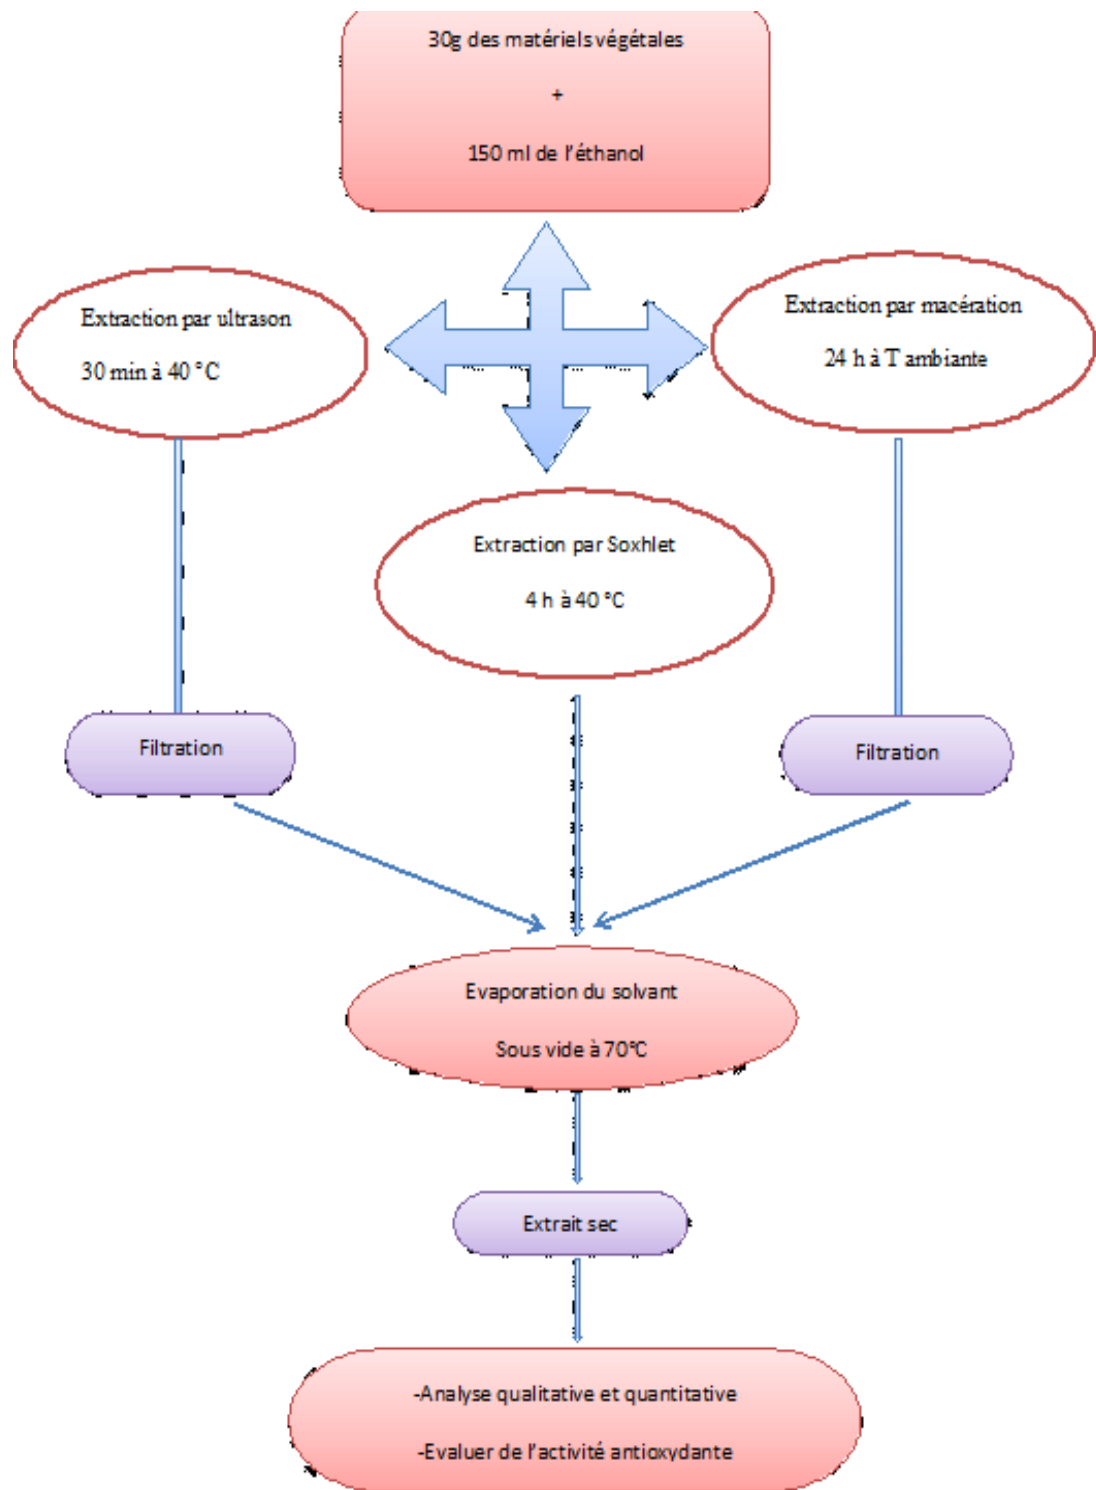 30g des matériels végétales
+
150 ml de l'éthanol
Extraction par ultrason
30 min à 40 °C
Extraction par macération
24 h à T ambiante
Extraction par Soxhlet
4 h à 40 °C
Filtration
Filtration
Evaporation du solvant
Sous vide à 70°C
Extrait sec
-Analyse qualitative et quantitative
-Evaluer de l'activité antioxydante